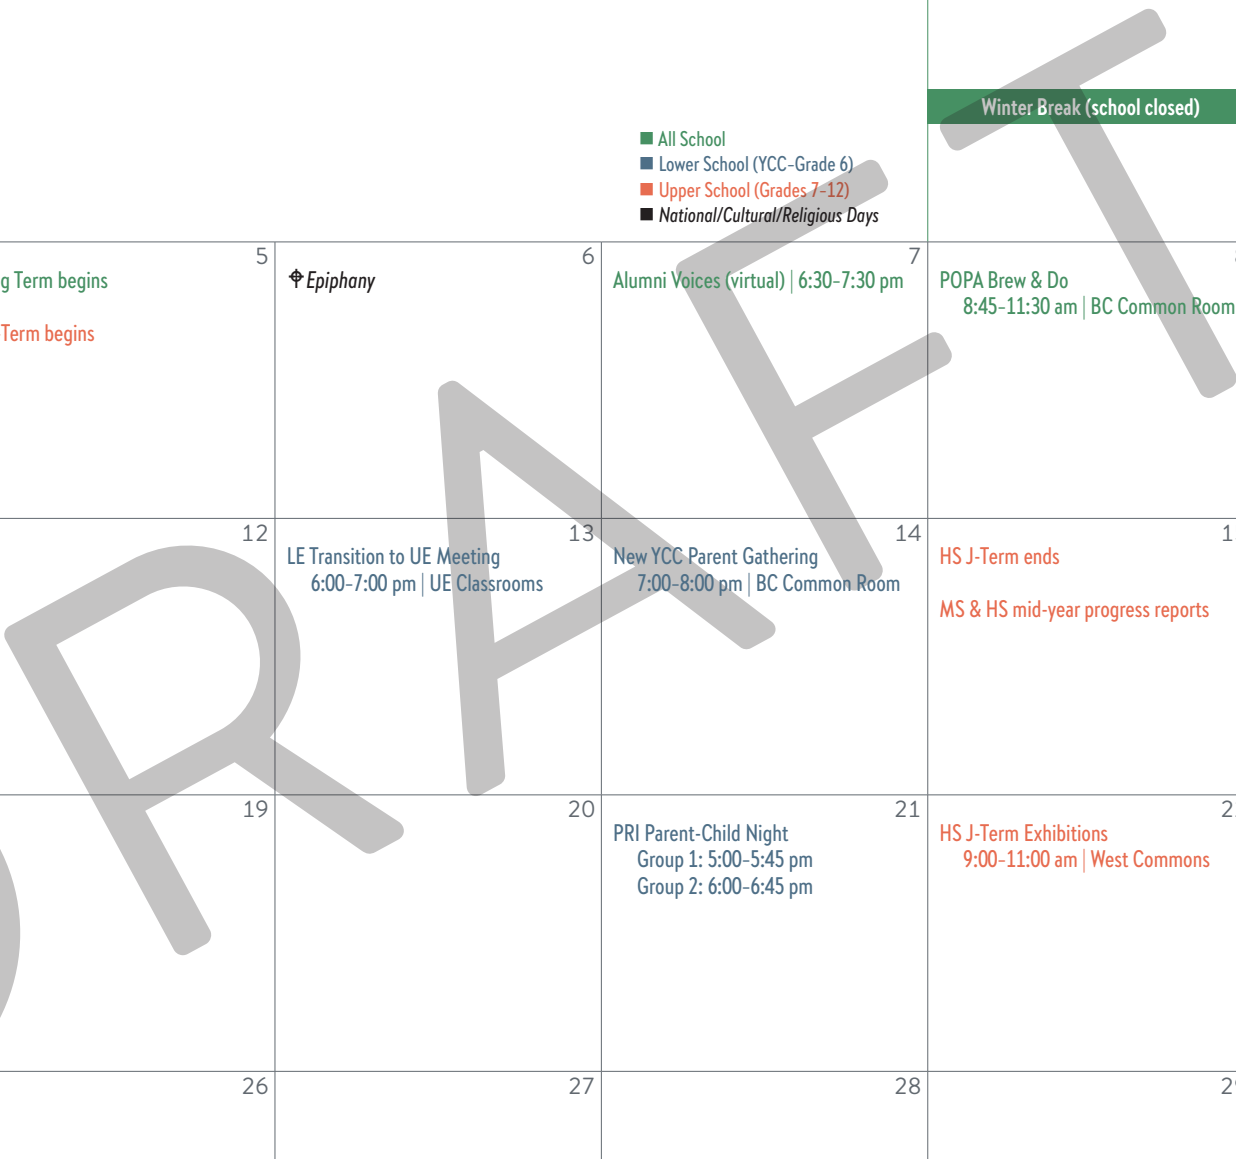 Winter Break (school closed)
All School
Lower School (YCC-Grade 6)
Upper School (Grades 7-12)
National/Cultural/Religious Days
5
6
7
g Term begins
Term begins
Epiphany
Alumni Voices (virtual) | 6:30-7:30 pm
POPA Brew & Do
8:45-11:30 am | BC Common Room
12
13
14
1
LE Transition to UE Meeting
6:00-7:00 pm | UE Classrooms
New YCC Parent Gathering
7:00-8:00 pm | BC Common Room
HS J-Term ends
MS & HS mid-year progress reports
19
20
21
2
PRI Parent-Child Night
Group 1: 5:00-5:45 pm
Group 2: 6:00-6:45 pm
HS J-Term Exhibitions
9:00-11:00 am | West Commons
26
27
28
2
RAFT